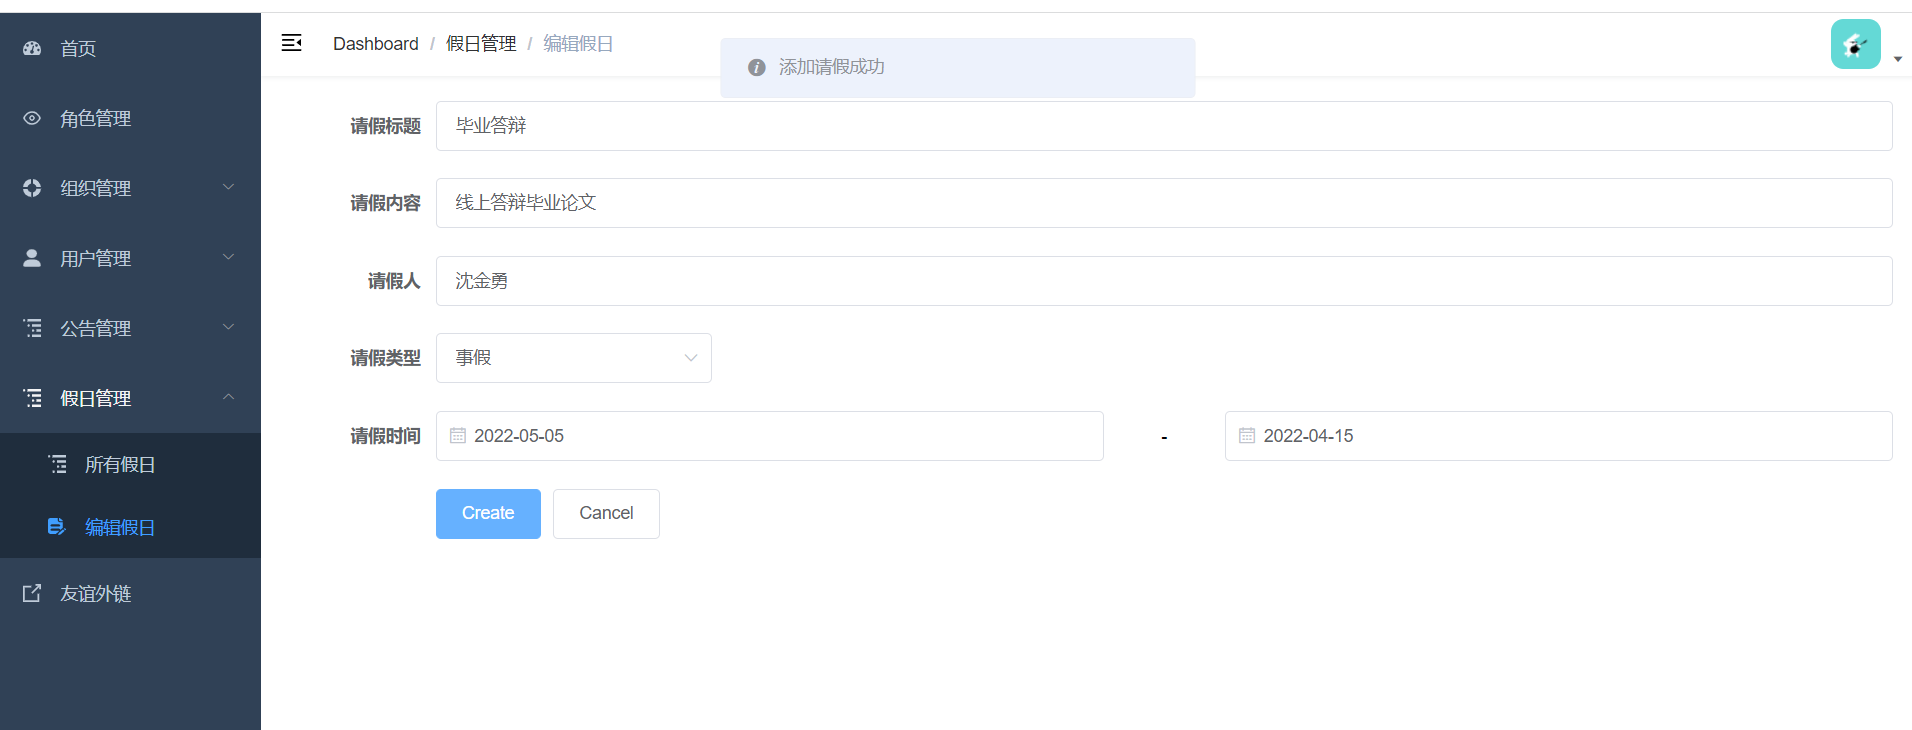 首页
角色管理
组织管理
用户管理
公告管理
假日管理
所有假日
编辑假日
友谊外链
Dashboard / 假日管理 / 编辑假日
添加请假成功
请假标题 毕业答辩
请假内容 线上答辩毕业论文
请假人 沈金勇
请假类型 事假
请假时间 2022-05-05 - 2022-04-15
Create Cancel